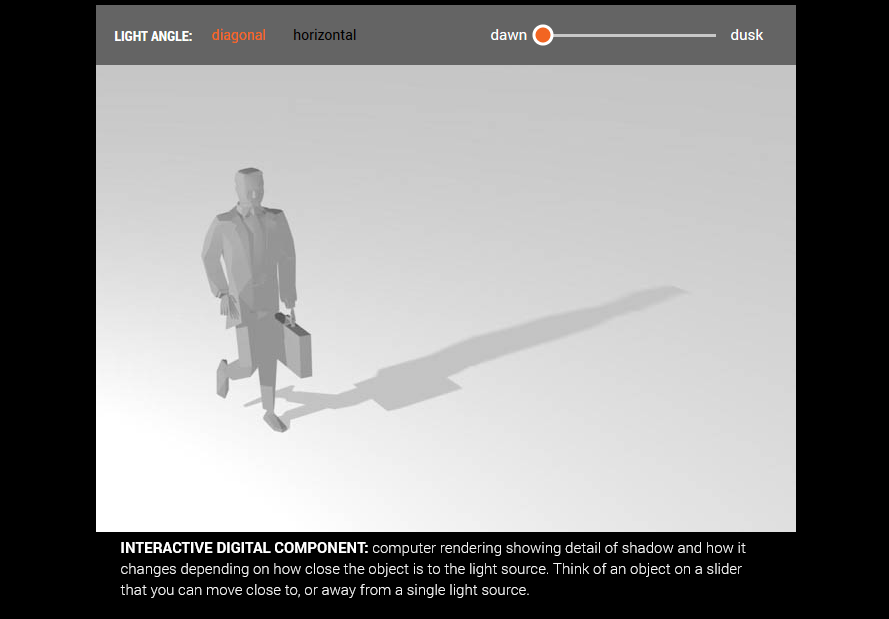 LIGHT ANGLE: diagonal horizontal dawn dusk
INTERACTIVE DIGITAL COMPONENT: computer rendering showing detail of shadow and how it
changes depending on how close the object is to the light source. Think of an object on a slider
that you can move close to, or away from a single light source.